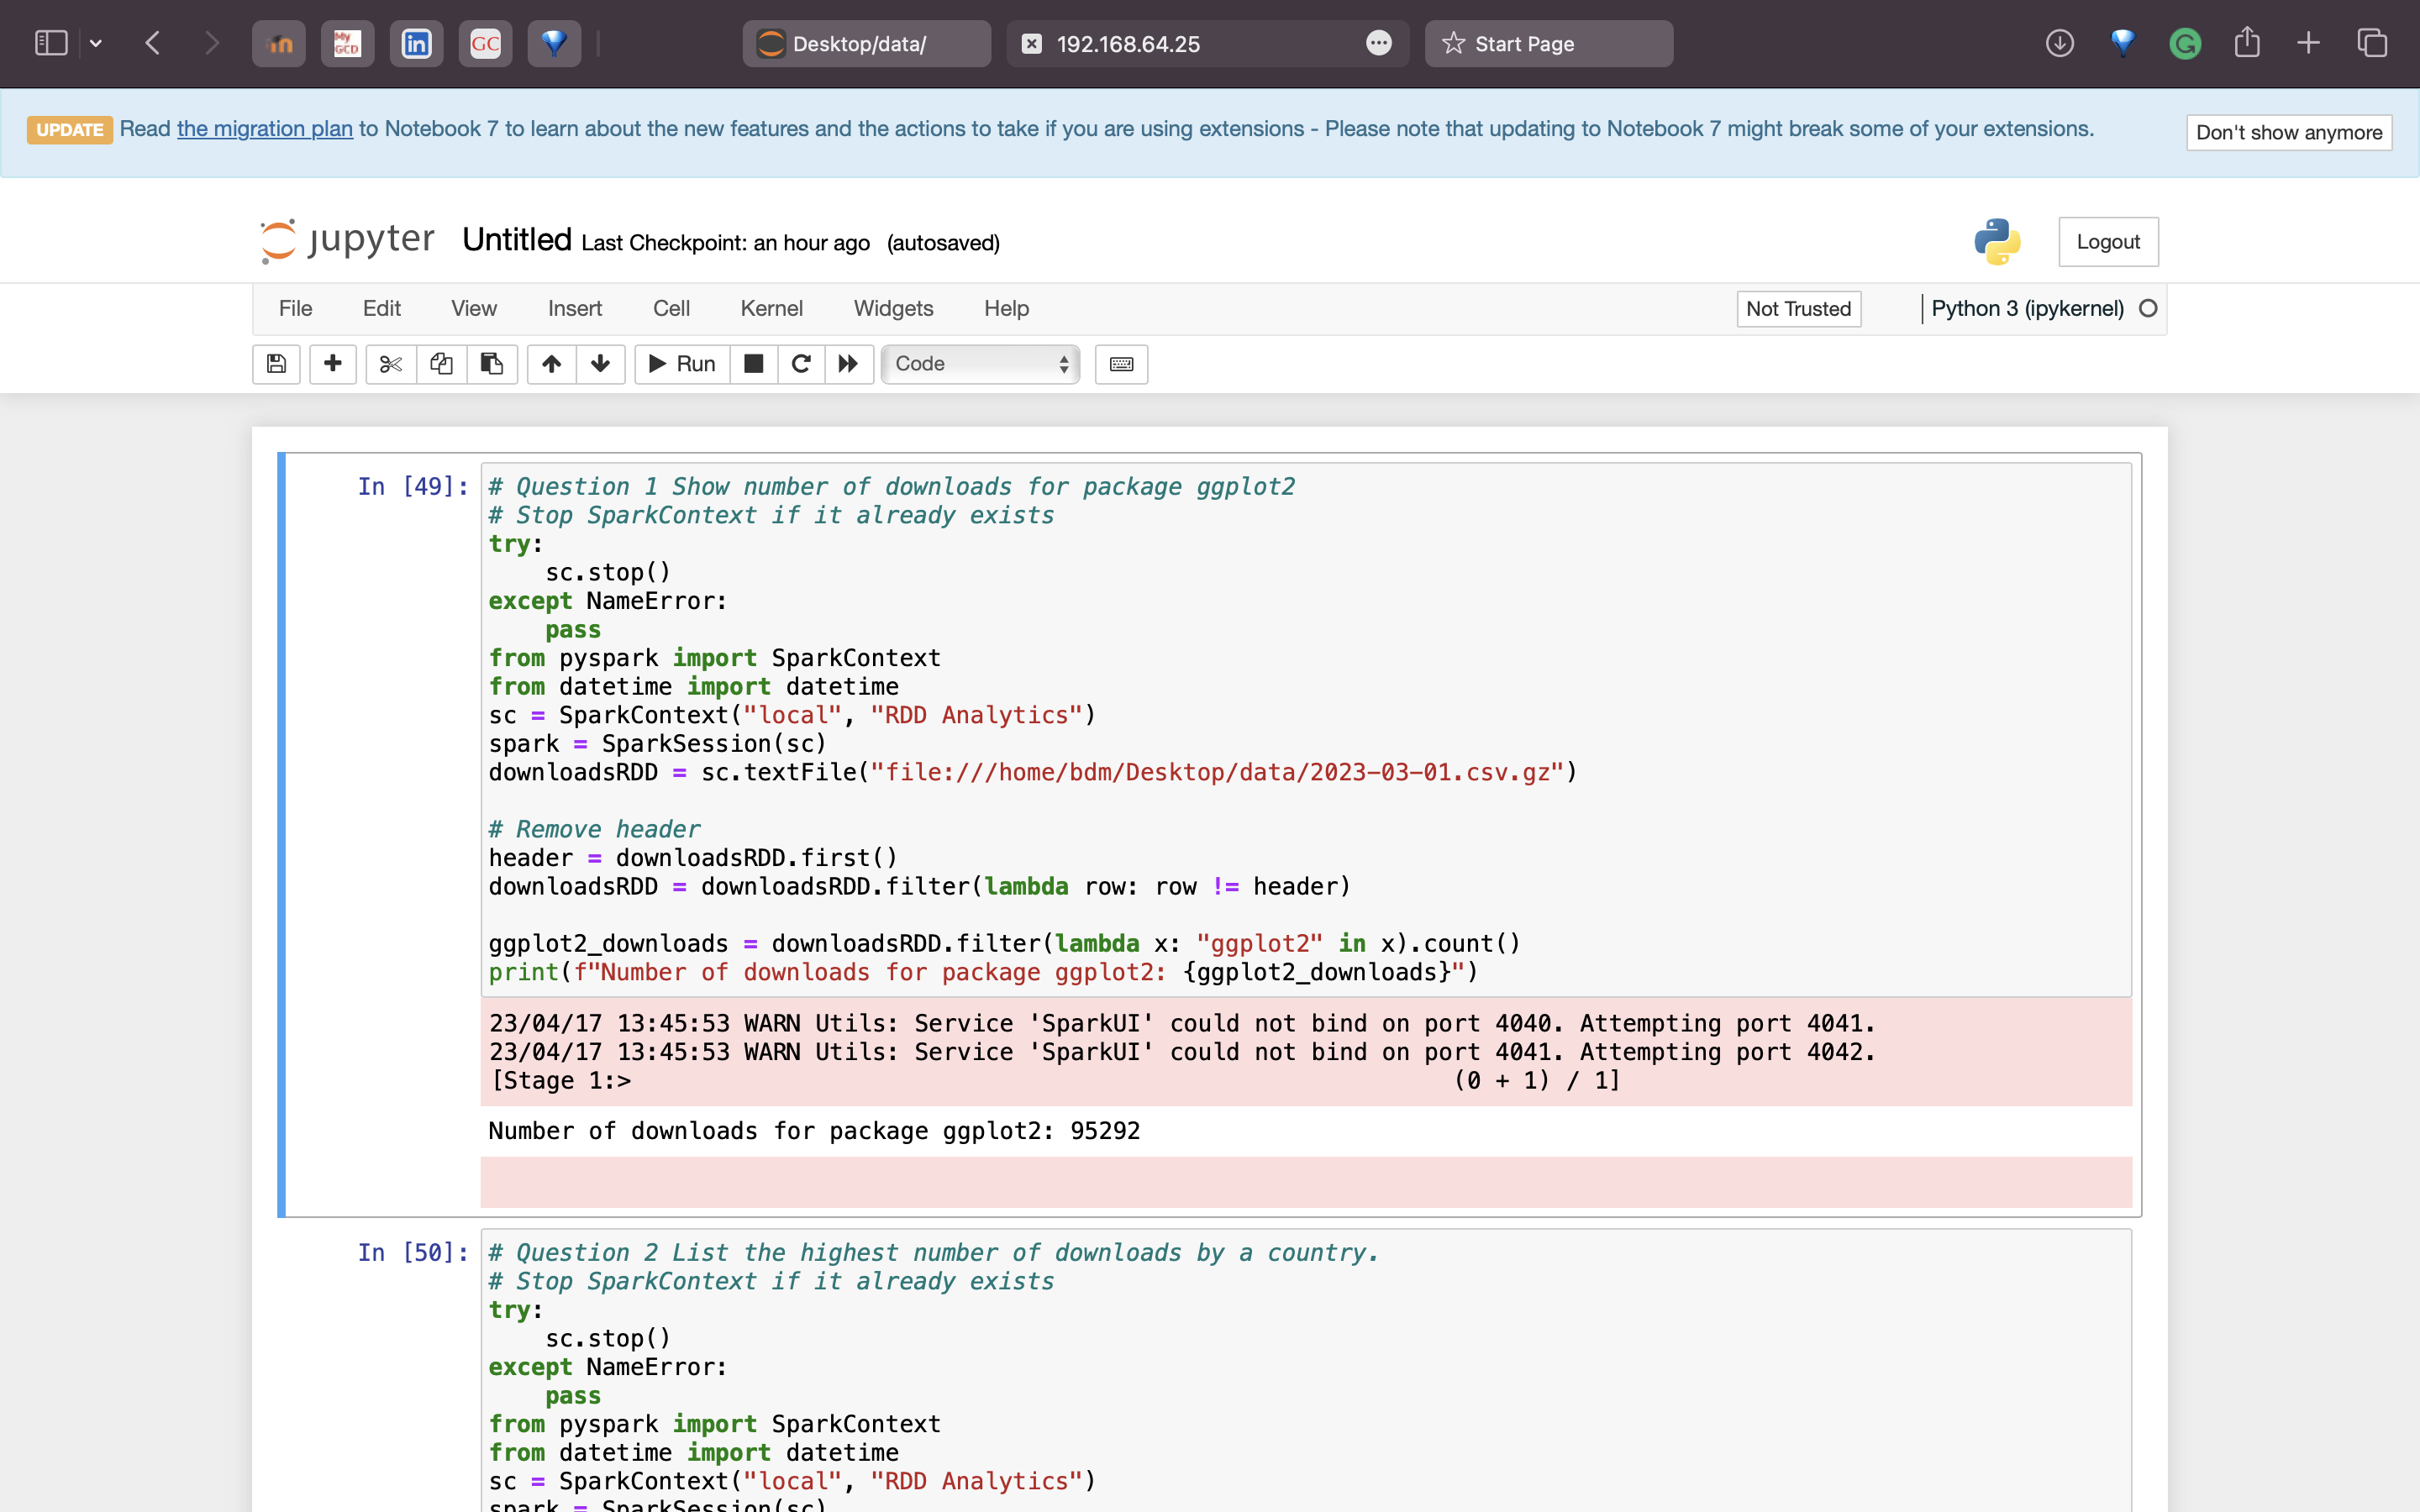 My
GCD
in
GC
Desktop/data/
192.168.64.25
Start Page
G
UPDATE Read the migration plan to Notebook 7 to learn about the new features and the actions to take if you are using extensions - Please note that updating to Notebook 7 might break some of your extensions.
Don't show anymore
jupyter Untitled Last Checkpoint: an hour ago (autosaved)
Logout
File Edit View Insert Cell Kernel Widgets Help
Not Trusted
Python 3 (ipykernel)
Run
Code
In [49]: # Question 1 Show number of downloads for package ggplot2
# Stop SparkContext if it already exists
try:
    sc.stop()
except NameError:
    pass
from pyspark import SparkContext
from datetime import datetime
sc = SparkContext("local", "RDD Analytics")
spark = SparkSession(sc)
downloadsRDD = sc.textFile("file:///home/bdm/Desktop/data/2023-03-01.csv.gz")
# Remove header
header = downloadsRDD.first()
downloadsRDD = downloadsRDD.filter(lambda row: row != header)
ggplot2_downloads = downloadsRDD.filter(lambda x: "ggplot2" in x).count()
print(f"Number of downloads for package ggplot2: {ggplot2_downloads}")
23/04/17 13:45:53 WARN Utils: Service 'SparkUI' could not bind on port 4040. Attempting port 4041.
23/04/17 13:45:53 WARN Utils: Service 'SparkUI' could not bind on port 4041. Attempting port 4042.
[Stage 1:> (0 + 1) / 1]
Number of downloads for package ggplot2: 95292
In [50]: # Question 2 List the highest number of downloads by a country.
# Stop SparkContext if it already exists
try:
    sc.stop()
except NameError:
    pass
from pyspark import SparkContext
from datetime import datetime
sc = SparkContext("local", "RDD Analytics")
spark = SparkSession(sc)